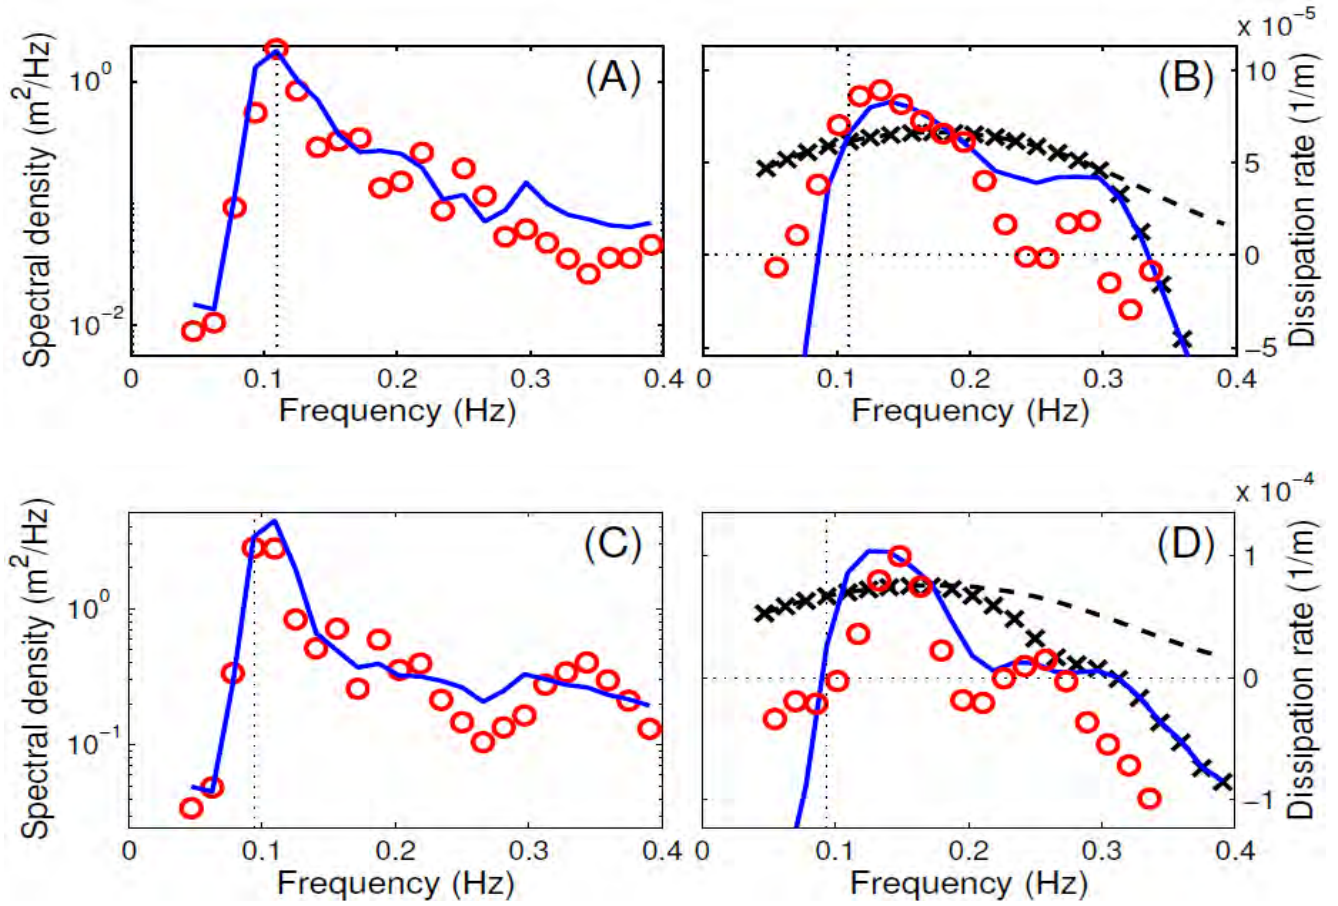 x 10⁻⁵
(A)
(B)
Spectral density (m²/Hz)
10⁰
10⁻²
10
5
0
−5
Dissipation rate (1/m)
0 0.1 0.2 0.3 0.4
0 0.1 0.2 0.3 0.4
Frequency (Hz)
Frequency (Hz)
x 10⁻⁴
(C)
(D)
Spectral density (m²/Hz)
10⁰
10⁻¹
1
0
−1
Dissipation rate (1/m)
0 0.1 0.2 0.3 0.4
0 0.1 0.2 0.3 0.4
Frequency (Hz)
Frequency (Hz)